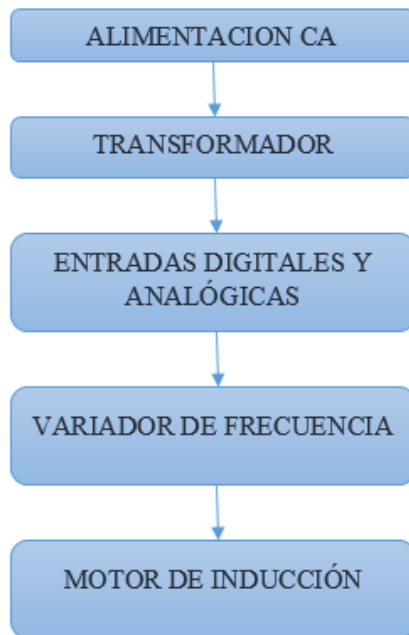 ALIMENTACION CA
TRANSFORMADOR
ENTRADAS DIGITALES Y
ANALÓGICAS
VARIADOR DE FRECUENCIA
MOTOR DE INDUCCIÓN